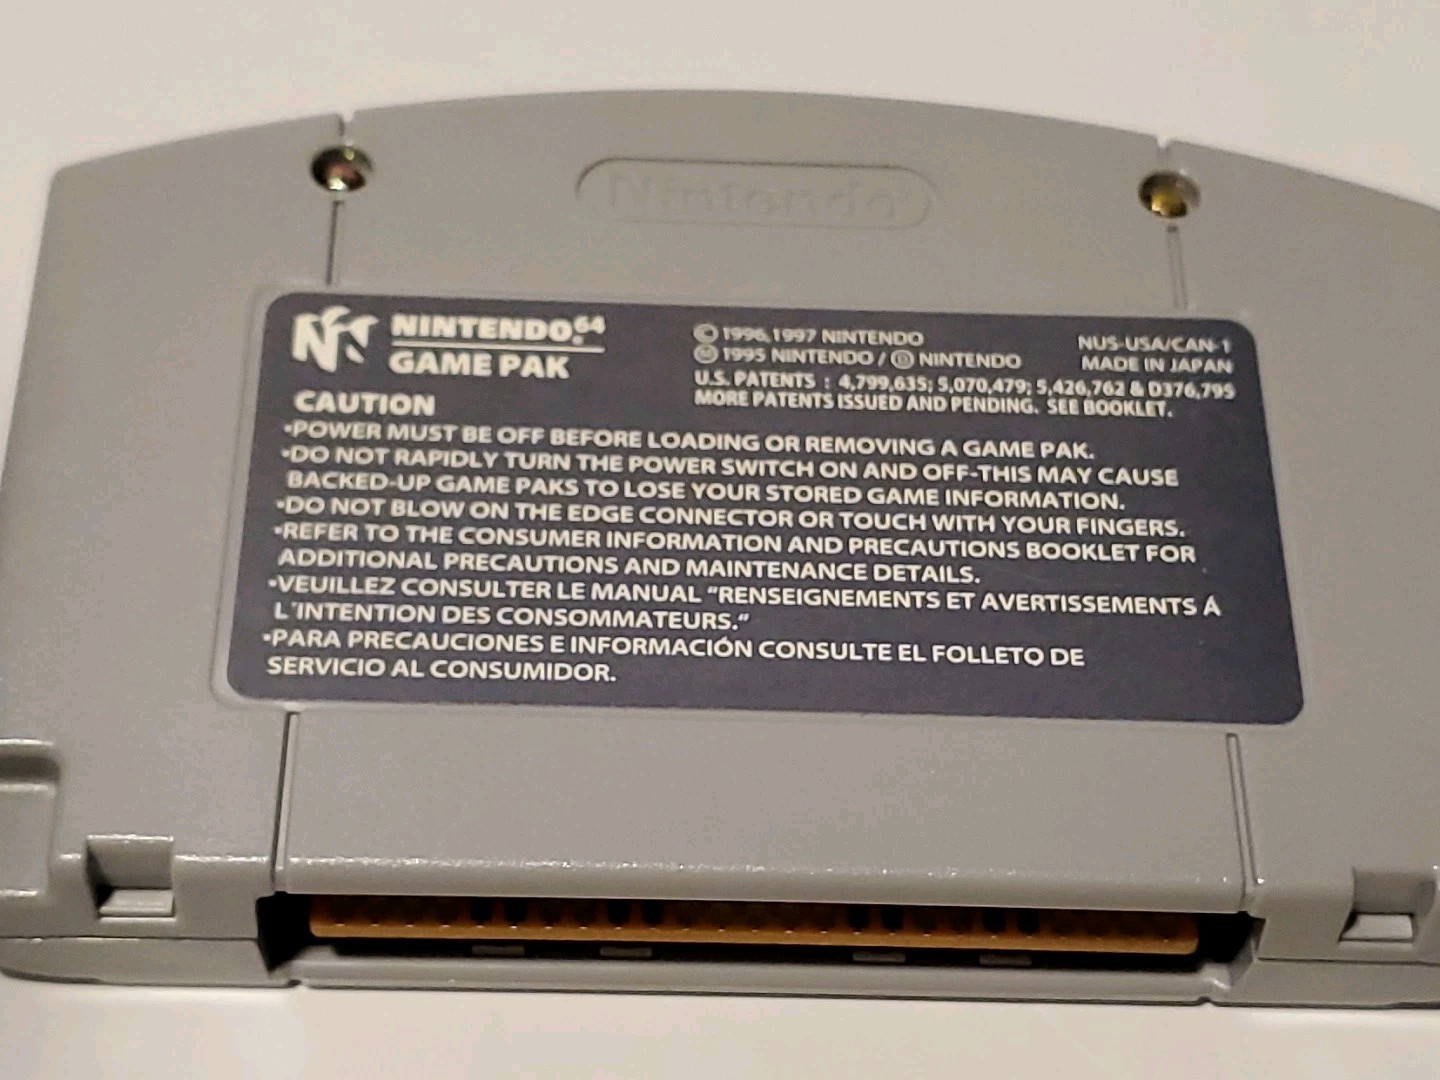 Nintendo
NINTENDO64
GAME PAK
© 1996,1997 NINTENDO
Ⓜ 1995 NINTENDO / Ⓓ NINTENDO
NUS-USA/CAN-1
MADE IN JAPAN
U.S. PATENTS : 4,799,635; 5,070,479; 5,426,762 & D376,795
MORE PATENTS ISSUED AND PENDING. SEE BOOKLET.
CAUTION
•POWER MUST BE OFF BEFORE LOADING OR REMOVING A GAME PAK.
•DO NOT RAPIDLY TURN THE POWER SWITCH ON AND OFF-THIS MAY CAUSE
BACKED-UP GAME PAKS TO LOSE YOUR STORED GAME INFORMATION.
•DO NOT BLOW ON THE EDGE CONNECTOR OR TOUCH WITH YOUR FINGERS.
•REFER TO THE CONSUMER INFORMATION AND PRECAUTIONS BOOKLET FOR
ADDITIONAL PRECAUTIONS AND MAINTENANCE DETAILS.
•VEUILLEZ CONSULTER LE MANUAL "RENSEIGNEMENTS ET AVERTISSEMENTS Á
L'INTENTION DES CONSOMMATEURS."
•PARA PRECAUCIONES E INFORMACIÓN CONSULTE EL FOLLETO DE
SERVICIO AL CONSUMIDOR.